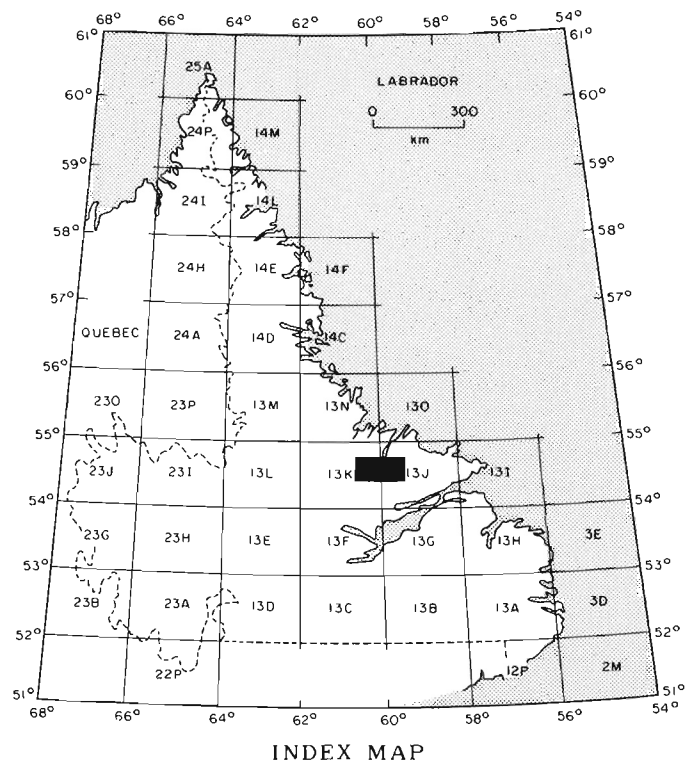 68° 66° 64° 62° 60° 58° 56° 54°
61° 61°
25A
LABRADOR
60° 60°
0 300
km
24P 14M
59° 59°
24I 14L
58° 58°
24H 14E 14F
57° 57°
QUEBEC 24A 14D 14C
56° 56°
23O 23P 13M 13N 13O
55° 55°
23J 23I 13L 13K 13J 13I
54° 54°
23G 23H 13E 13F 13G 13H 3E
53° 53°
23B 23A 13D 13C 13B 13A 3D
52° 52°
22P 12P 2M
51° 51°
68° 66° 64° 62° 60° 58° 56° 54°
INDEX MAP